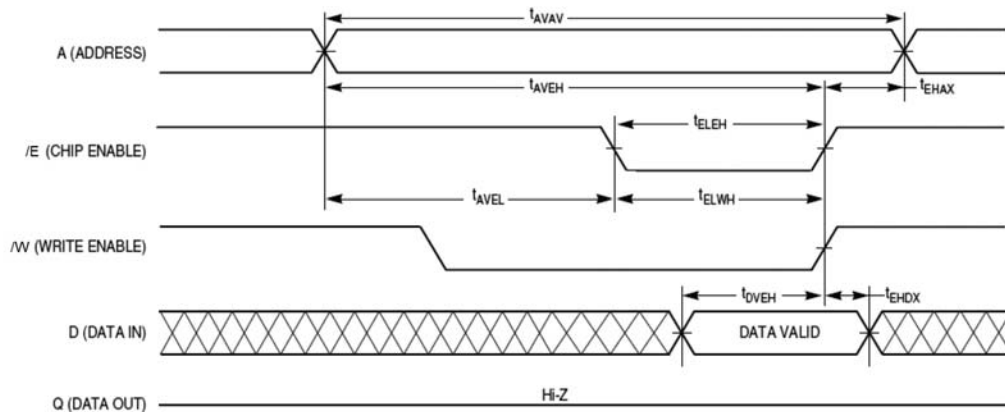 tAVAV
A (ADDRESS)
tAVEH
tEHAX
tELEH
/E (CHIP ENABLE)
tAVEL
tELWH
/W (WRITE ENABLE)
tDVEH
tEHDX
D (DATA IN)
DATA VALID
Hi-Z
Q (DATA OUT)